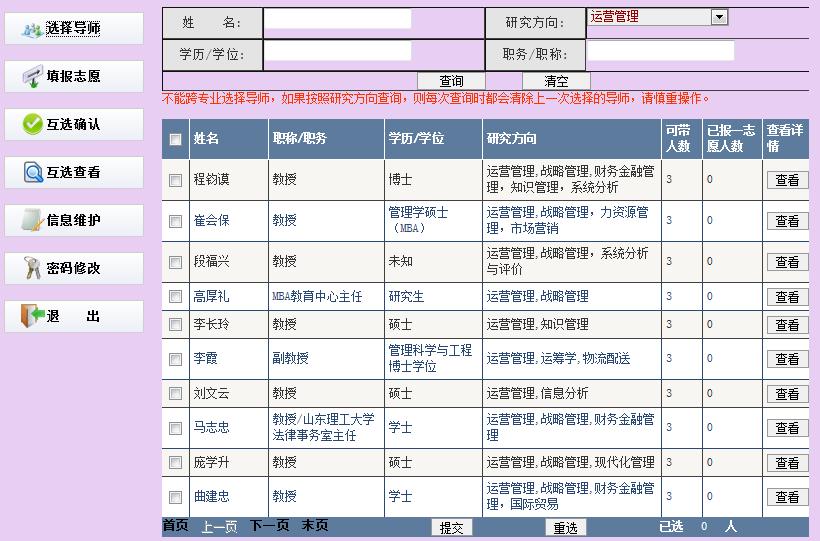 选择导师
填报志愿
互选确认
互选查看
信息维护
密码修改
退 出
姓 名: 研究方向: 运营管理
学历/学位: 职务/职称:
查询 清空
不能跨专业选择导师，如果按照研究方向查询，则每次查询时都会清除上一次选择的导师，请慎重操作。
姓名 职称/职务 学历/学位 研究方向 可带人数 已报一志愿人数 查看详情
程钧谟 教授 博士 运营管理,战略管理,财务金融管理，知识管理，系统分析 3 0 查看
崔会保 教授 管理学硕士（MBA） 运营管理,战略管理，力资源管理，市场营销 3 0 查看
段福兴 教授 未知 运营管理,战略管理，系统分析与评价 3 0 查看
高厚礼 MBA教育中心主任 研究生 运营管理,战略管理 3 0 查看
李长玲 教授 硕士 运营管理,知识管理 3 0 查看
李霞 副教授 管理科学与工程博士学位 运营管理,运筹学,物流配送 3 0 查看
刘文云 教授 硕士 运营管理,信息分析 3 0 查看
马志忠 教授/山东理工大学法律事务室主任 学士 运营管理,战略管理,财务金融管理 3 0 查看
庞学升 教授 硕士 运营管理,战略管理,现代化管理 3 0 查看
曲建忠 教授 学士 运营管理,战略管理,财务金融管理，国际贸易 3 0 查看
首页 上一页 下一页 末页 提交 重选 已选 0 人